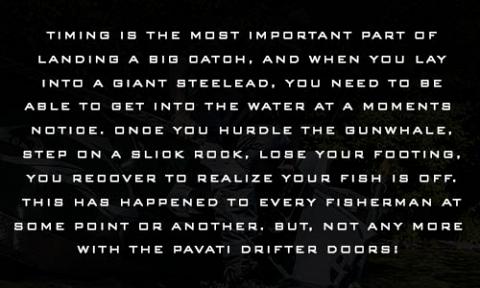 TIMING IS THE MOST IMPORTANT PART OF
LANDING A BIG CATCH, AND WHEN YOU LAY
INTO A GIANT STEELEAD, YOU NEED TO BE
ABLE TO GET INTO THE WATER AT A MOMENTS
NOTICE. ONCE YOU HURDLE THE GUNWHALE,
STEP ON A SLICK ROCK, LOSE YOUR FOOTING,
YOU RECOVER TO REALIZE YOUR FISH IS OFF.
THIS HAS HAPPENED TO EVERY FISHERMAN AT
SOME POINT OR ANOTHER. BUT, NOT ANY MORE
WITH THE PAVATI DRIFTER DOORS!